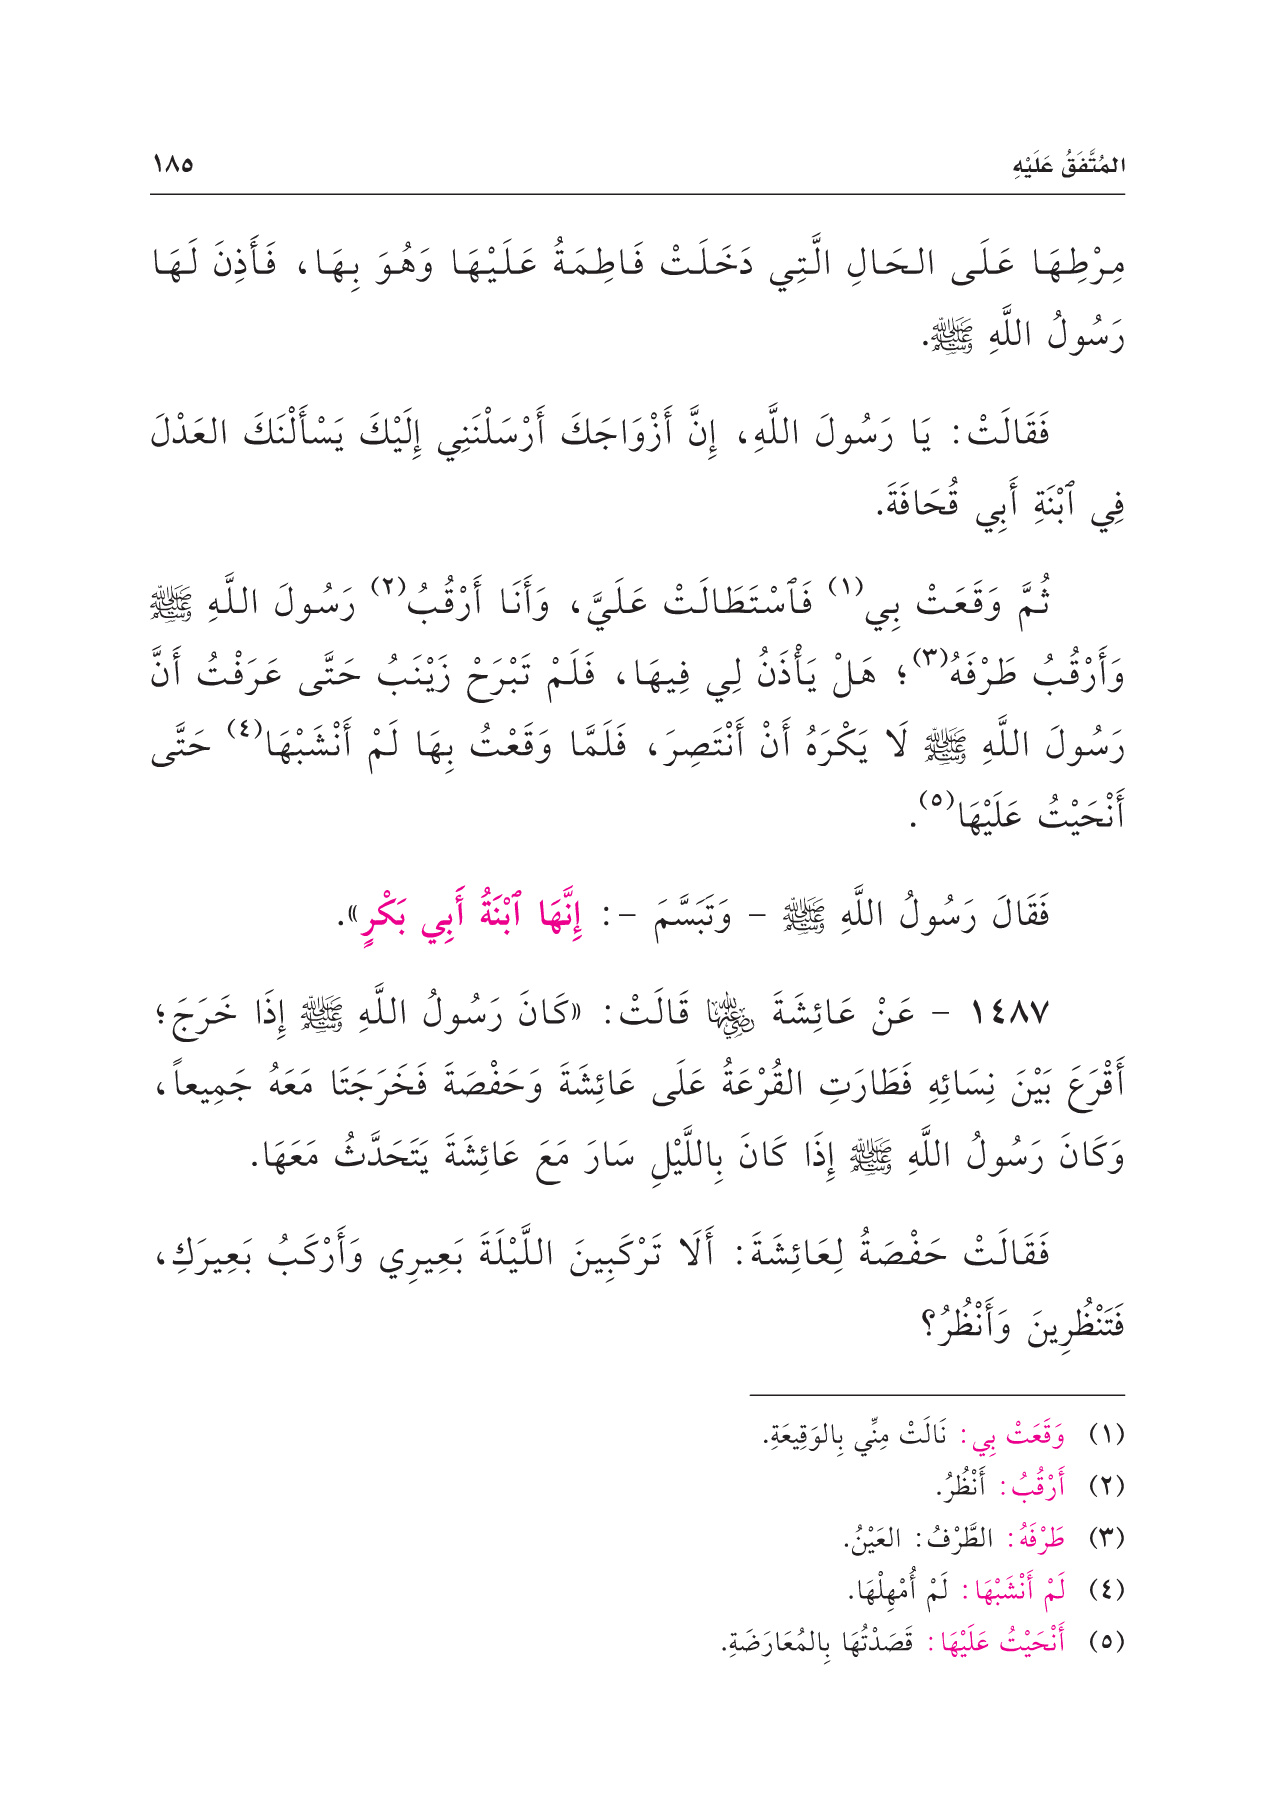 المُتَّفَقُ عَلَيْهِ ١٨٥
مِرْطِهَا عَلَى الحَالِ الَّتِي دَخَلَتْ فَاطِمَةُ عَلَيْهَا وَهُوَ بِهَا، فَأَذِنَ لَهَا
رَسُولُ اللَّهِ ﷺ.
فَقَالَتْ: يَا رَسُولَ اللَّهِ، إِنَّ أَزْوَاجَكَ أَرْسَلْنَنِي إِلَيْكَ يَسْأَلْنَكَ العَدْلَ
فِي ٱبْنَةِ أَبِي قُحَافَةَ.
ثُمَّ وَقَعَتْ بِي(١) فَٱسْتَطَالَتْ عَلَيَّ، وَأَنَا أَرْقُبُ(٢) رَسُولَ اللَّهِ ﷺ
وَأَرْقُبُ طَرْفَهُ(٣)؛ هَلْ يَأْذَنُ لِي فِيهَا، فَلَمْ تَبْرَحْ زَيْنَبُ حَتَّى عَرَفْتُ أَنَّ
رَسُولَ اللَّهِ ﷺ لَا يَكْرَهُ أَنْ أَنْتَصِرَ، فَلَمَّا وَقَعْتُ بِهَا لَمْ أَنْشَبْهَا(٤) حَتَّى
أَنْحَيْتُ عَلَيْهَا(٥).
فَقَالَ رَسُولُ اللَّهِ ﷺ - وَتَبَسَّمَ -: إِنَّهَا ٱبْنَةُ أَبِي بَكْرٍ».
١٤٨٧ - عَنْ عَائِشَةَ رضي الله عنها قَالَتْ: «كَانَ رَسُولُ اللَّهِ ﷺ إِذَا خَرَجَ؛
أَقْرَعَ بَيْنَ نِسَائِهِ فَطَارَتِ القُرْعَةُ عَلَى عَائِشَةَ وَحَفْصَةَ فَخَرَجَتَا مَعَهُ جَمِيعاً،
وَكَانَ رَسُولُ اللَّهِ ﷺ إِذَا كَانَ بِاللَّيْلِ سَارَ مَعَ عَائِشَةَ يَتَحَدَّثُ مَعَهَا.
فَقَالَتْ حَفْصَةُ لِعَائِشَةَ: أَلَا تَرْكَبِينَ اللَّيْلَةَ بَعِيرِي وَأَرْكَبُ بَعِيرَكِ،
فَتَنْظُرِينَ وَأَنْظُرُ؟
(١) وَقَعَتْ بِي: نَالَتْ مِنِّي بِالوَقِيعَةِ.
(٢) أَرْقُبُ: أَنْظُرُ.
(٣) طَرْفَهُ: الطَّرْفُ: العَيْنُ.
(٤) لَمْ أَنْشَبْهَا: لَمْ أُمْهِلْهَا.
(٥) أَنْحَيْتُ عَلَيْهَا: قَصَدْتُهَا بِالمُعَارَضَةِ.